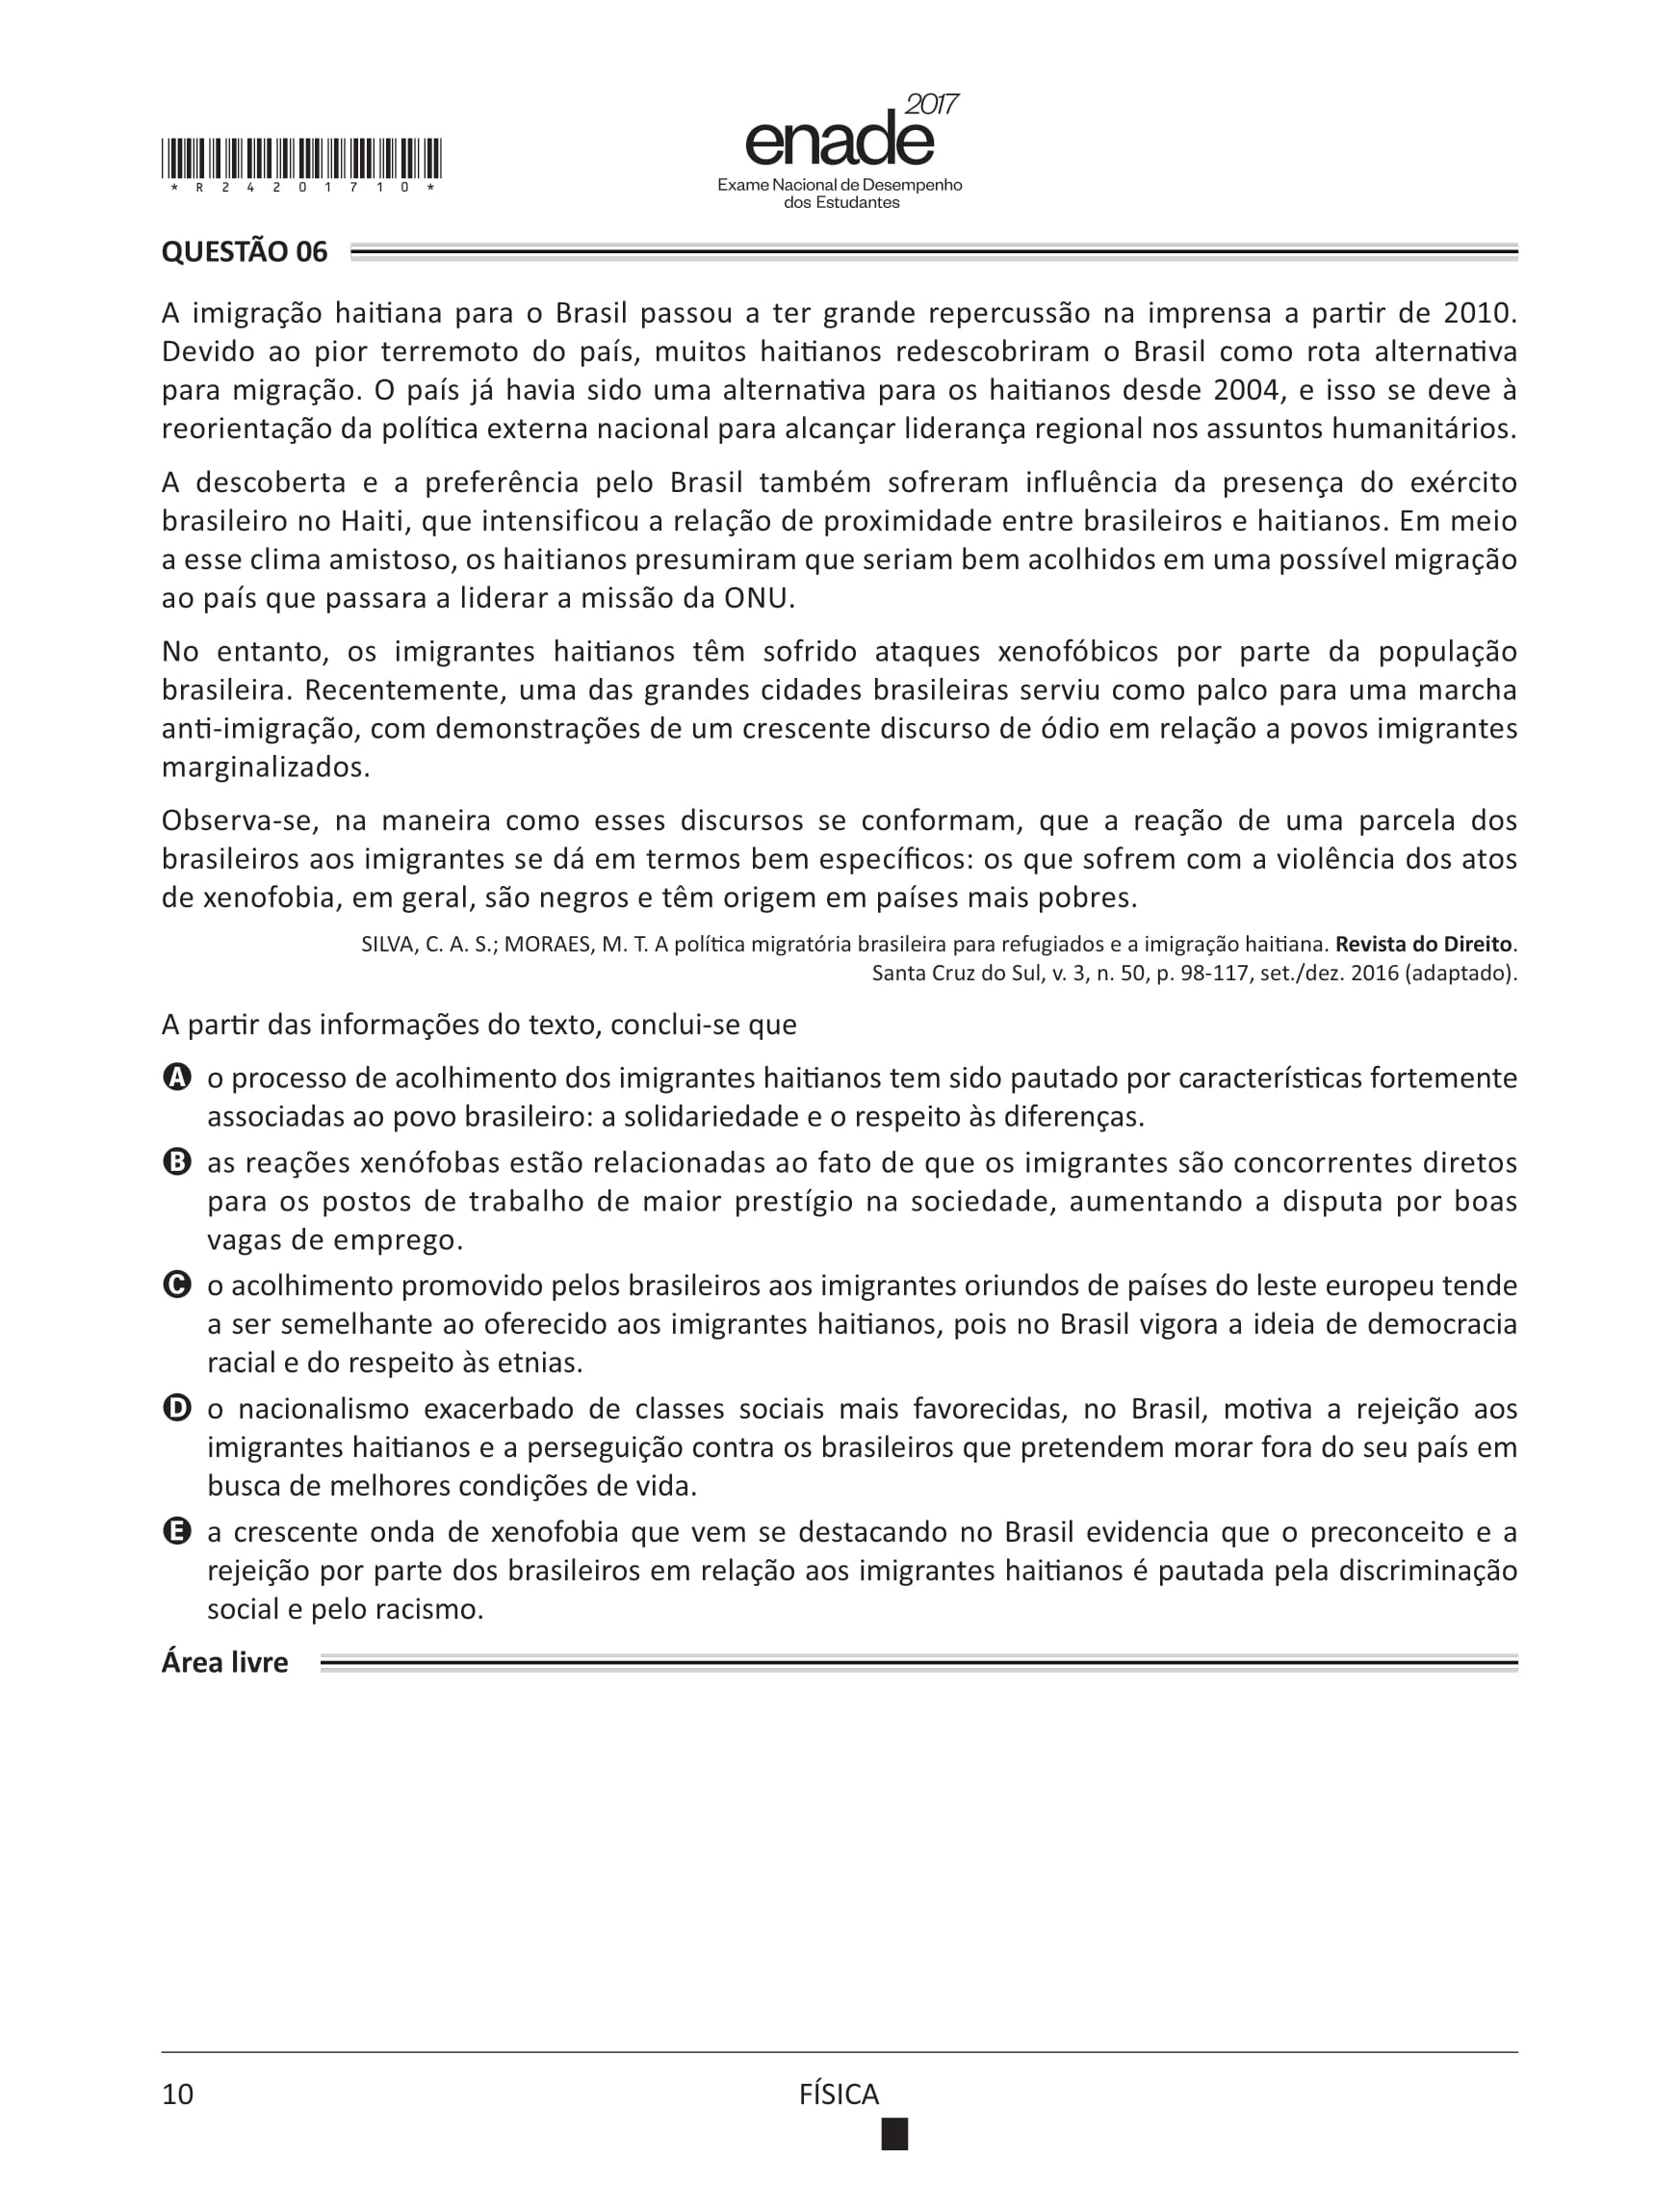 2017
enade
Exame Nacional de Desempenho
dos Estudantes
*R24201710*
QUESTÃO 06
A imigração haitiana para o Brasil passou a ter grande repercussão na imprensa a partir de 2010.
Devido ao pior terremoto do país, muitos haitianos redescobriram o Brasil como rota alternativa
para migração. O país já havia sido uma alternativa para os haitianos desde 2004, e isso se deve à
reorientação da política externa nacional para alcançar liderança regional nos assuntos humanitários.
A descoberta e a preferência pelo Brasil também sofreram influência da presença do exército
brasileiro no Haiti, que intensificou a relação de proximidade entre brasileiros e haitianos. Em meio
a esse clima amistoso, os haitianos presumiram que seriam bem acolhidos em uma possível migração
ao país que passara a liderar a missão da ONU.
No entanto, os imigrantes haitianos têm sofrido ataques xenofóbicos por parte da população
brasileira. Recentemente, uma das grandes cidades brasileiras serviu como palco para uma marcha
anti-imigração, com demonstrações de um crescente discurso de ódio em relação a povos imigrantes
marginalizados.
Observa-se, na maneira como esses discursos se conformam, que a reação de uma parcela dos
brasileiros aos imigrantes se dá em termos bem específicos: os que sofrem com a violência dos atos
de xenofobia, em geral, são negros e têm origem em países mais pobres.
SILVA, C. A. S.; MORAES, M. T. A política migratória brasileira para refugiados e a imigração haitiana. Revista do Direito.
Santa Cruz do Sul, v. 3, n. 50, p. 98-117, set./dez. 2016 (adaptado).
A partir das informações do texto, conclui-se que
A o processo de acolhimento dos imigrantes haitianos tem sido pautado por características fortemente
associadas ao povo brasileiro: a solidariedade e o respeito às diferenças.
B as reações xenófobas estão relacionadas ao fato de que os imigrantes são concorrentes diretos
para os postos de trabalho de maior prestígio na sociedade, aumentando a disputa por boas
vagas de emprego.
C o acolhimento promovido pelos brasileiros aos imigrantes oriundos de países do leste europeu tende
a ser semelhante ao oferecido aos imigrantes haitianos, pois no Brasil vigora a ideia de democracia
racial e do respeito às etnias.
D o nacionalismo exacerbado de classes sociais mais favorecidas, no Brasil, motiva a rejeição aos
imigrantes haitianos e a perseguição contra os brasileiros que pretendem morar fora do seu país em
busca de melhores condições de vida.
E a crescente onda de xenofobia que vem se destacando no Brasil evidencia que o preconceito e a
rejeição por parte dos brasileiros em relação aos imigrantes haitianos é pautada pela discriminação
social e pelo racismo.
Área livre
10
FÍSICA